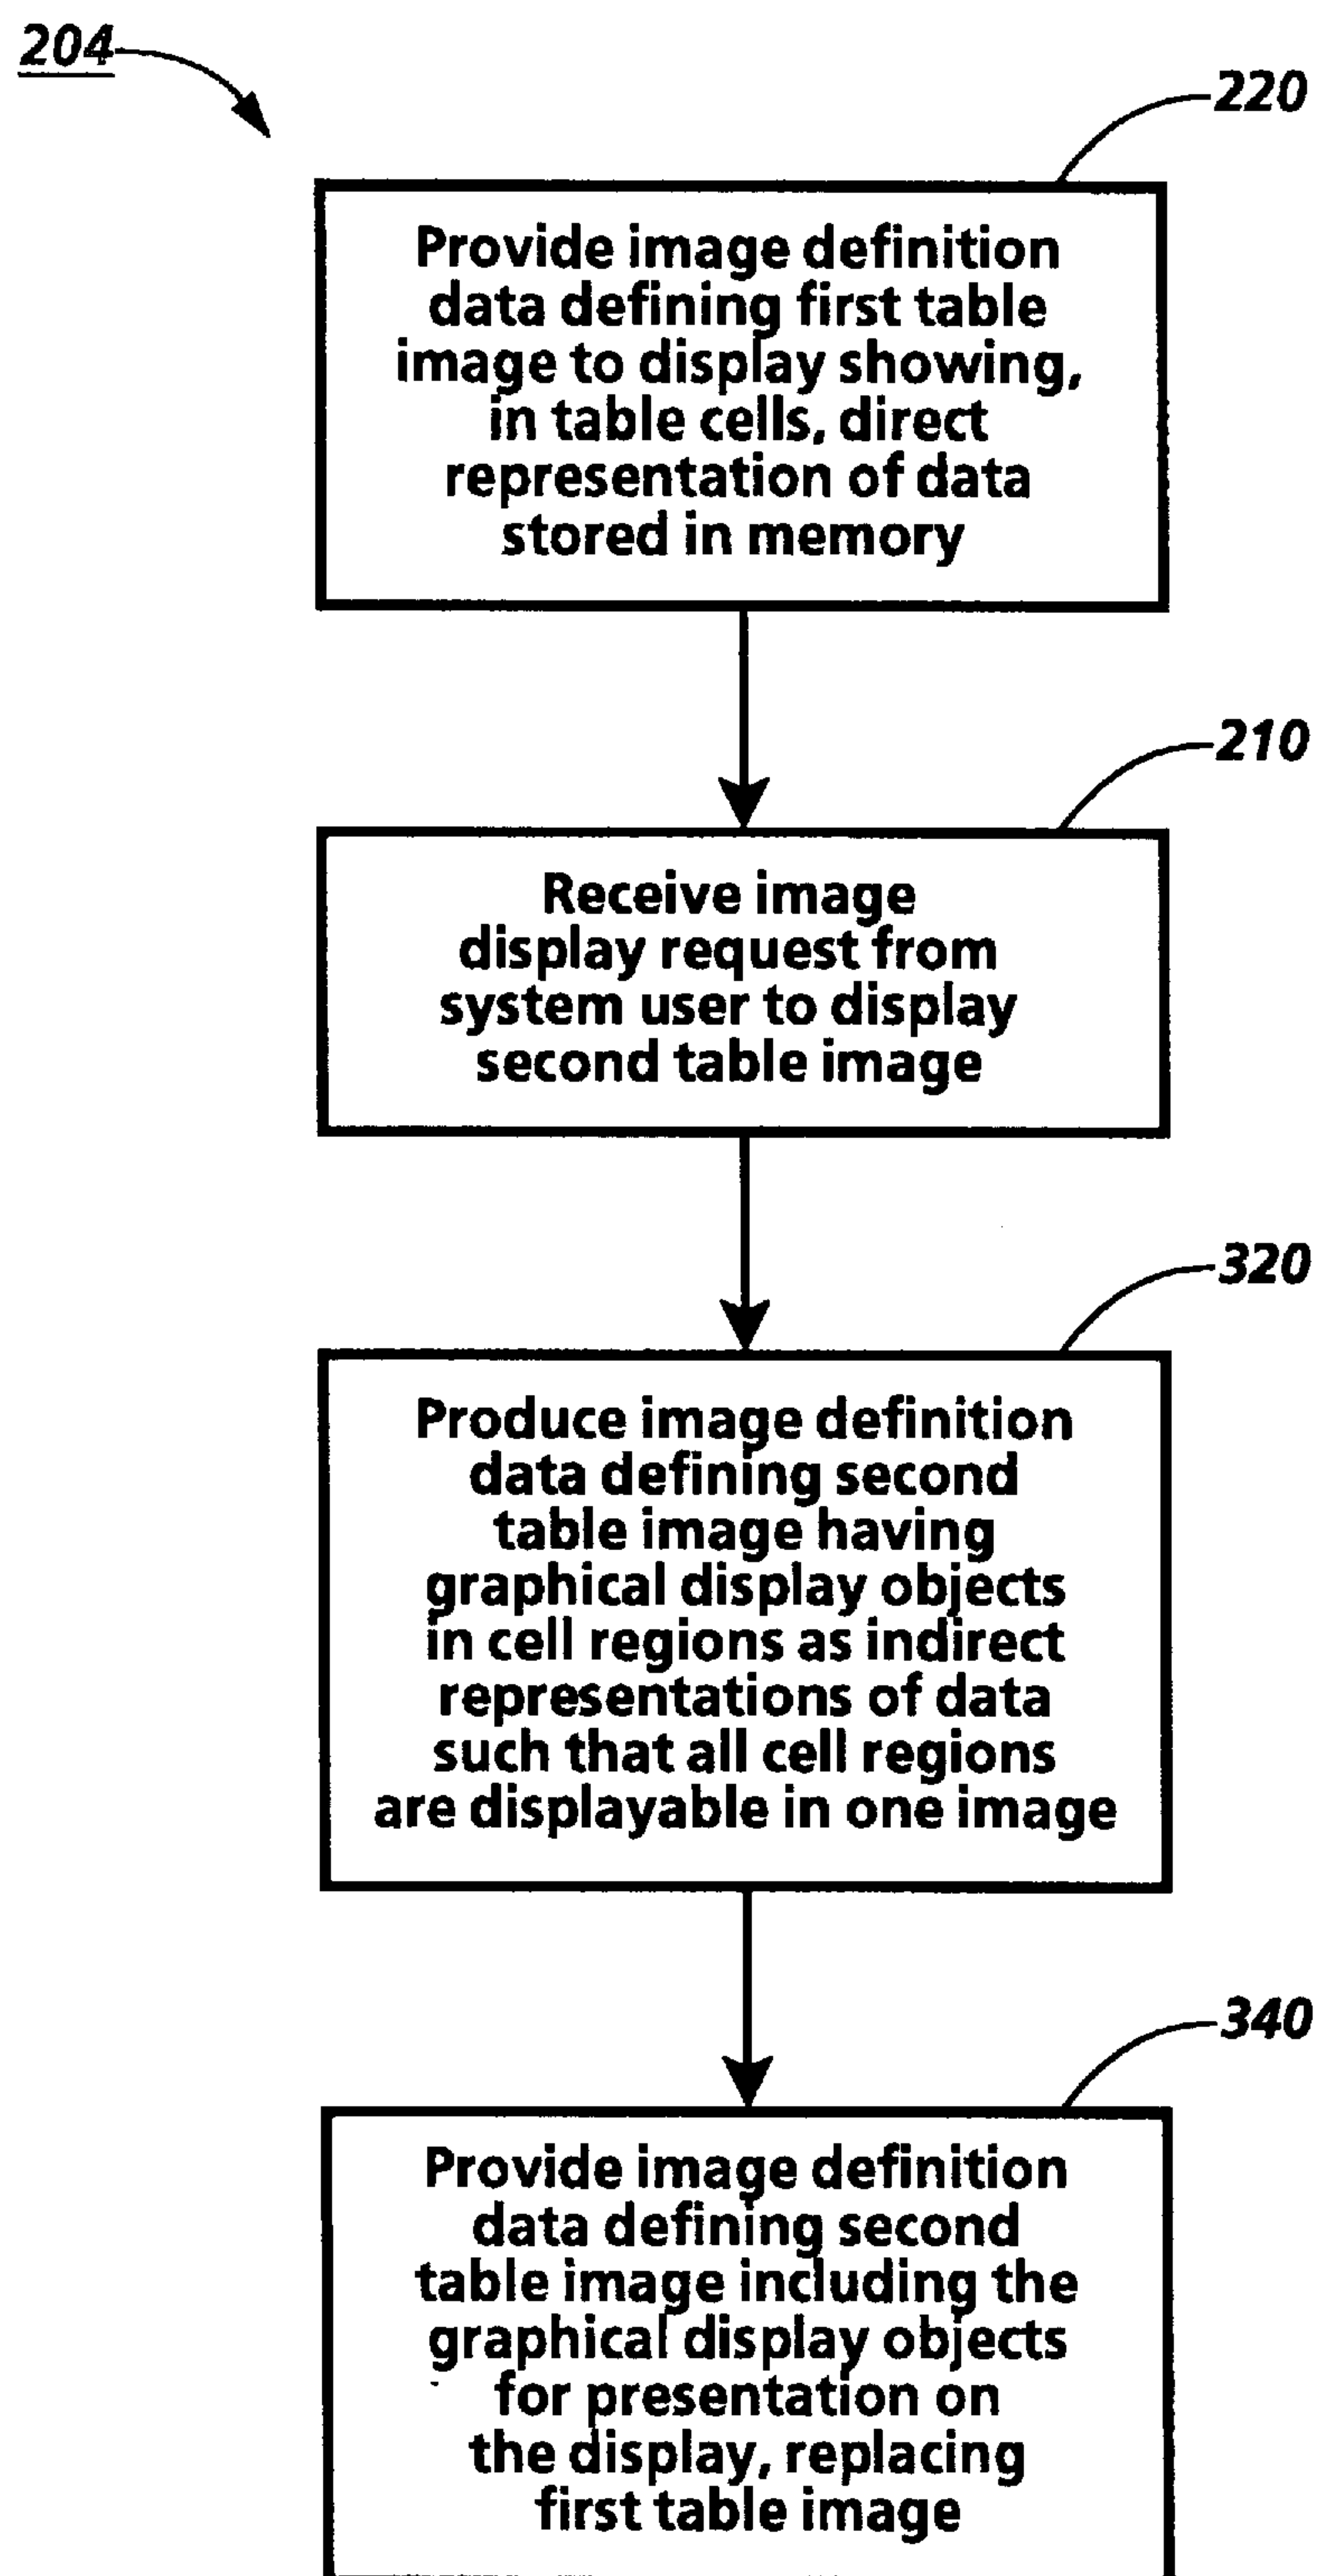 204
220
Provide image definition
data defining first table
image to display showing,
in table cells, direct
representation of data
stored in memory
210
Receive image
display request from
system user to display
second table image
320
Produce image definition
data defining second
table image having
graphical display objects
in cell regions as indirect
representations of data
such that all cell regions
are displayable in one image
340
Provide image definition
data defining second
table image including the
graphical display objects
for presentation on
the display, replacing
first table image